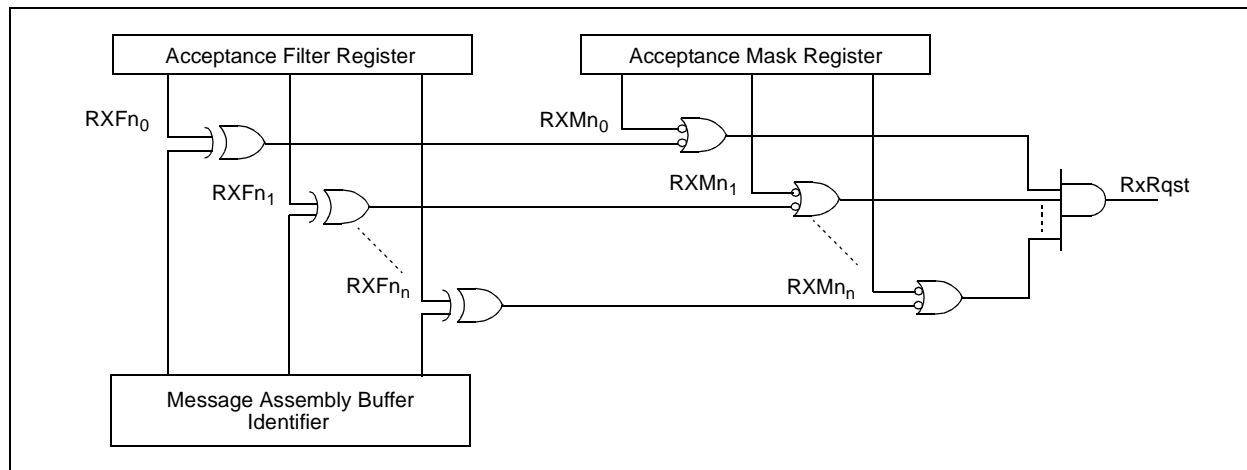 Acceptance Filter Register
Acceptance Mask Register
RXFn0
RXMn0
RXFn1
RXMn1
RxRqst
RXFnn
RXMnn
Message Assembly Buffer
Identifier